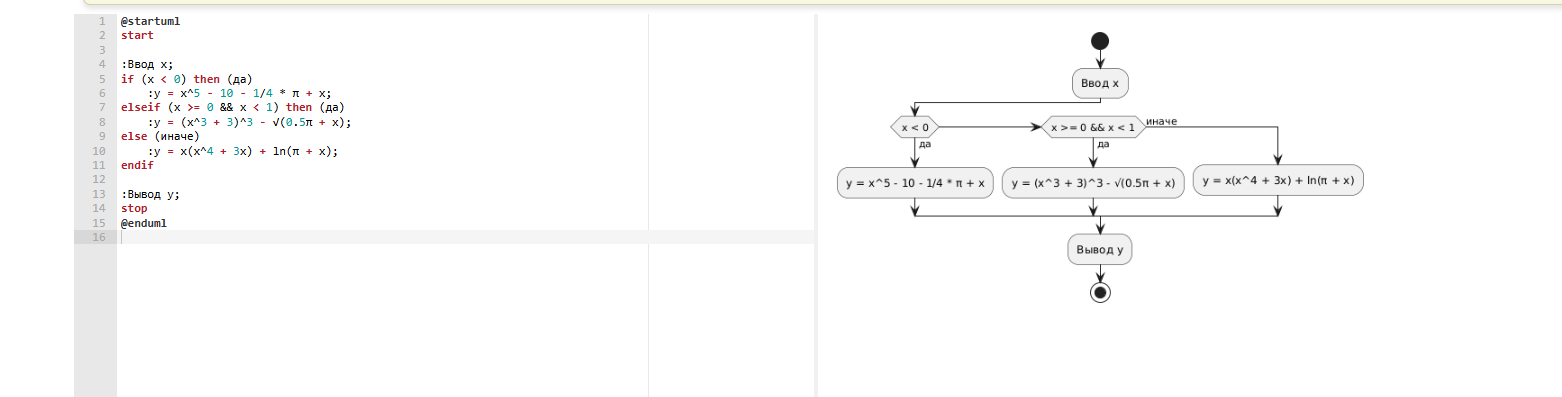 1 @startuml
2 start
3
4 :Ввод x;
5 if (x < 0) then (да)
6 :y = x^5 - 10 - 1/4 * π + x;
7 elseif (x >= 0 && x < 1) then (да)
8 :y = (x^3 + 3)^3 - √(0.5π + x);
9 else (иначе)
10 :y = x(x^4 + 3x) + ln(π + x);
11 endif
12
13 :Вывод y;
14 stop
15 @enduml
16
Ввод x
x < 0
x >= 0 && x < 1
иначе
да
да
y = x^5 - 10 - 1/4 * π + x
y = (x^3 + 3)^3 - √(0.5π + x)
y = x(x^4 + 3x) + ln(π + x)
Вывод y